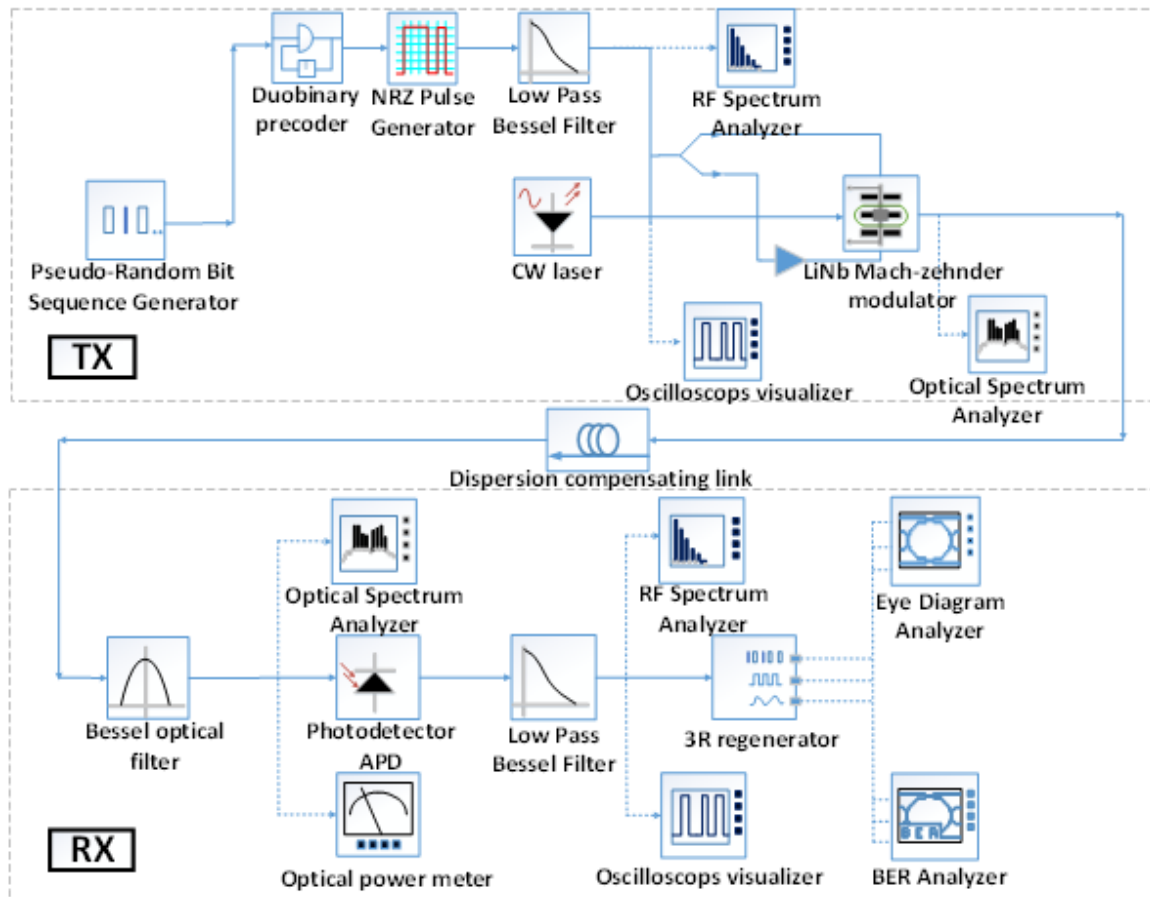 Duobinary
precoder
NRZ Pulse
Generator
Low Pass
Bessel Filter
RF Spectrum
Analyzer
Pseudo-Random Bit
Sequence Generator
CW laser
LiNb Mach-zehnder
modulator
TX
Oscilloscops visualizer
Optical Spectrum
Analyzer
Dispersion compensating link
Optical Spectrum
Analyzer
RF Spectrum
Analyzer
Eye Diagram
Analyzer
10100
Bessel optical
filter
Photodetector
APD
Low Pass
Bessel Filter
3R regenerator
RX
Optical power meter
Oscilloscops visualizer
BER
BER Analyzer